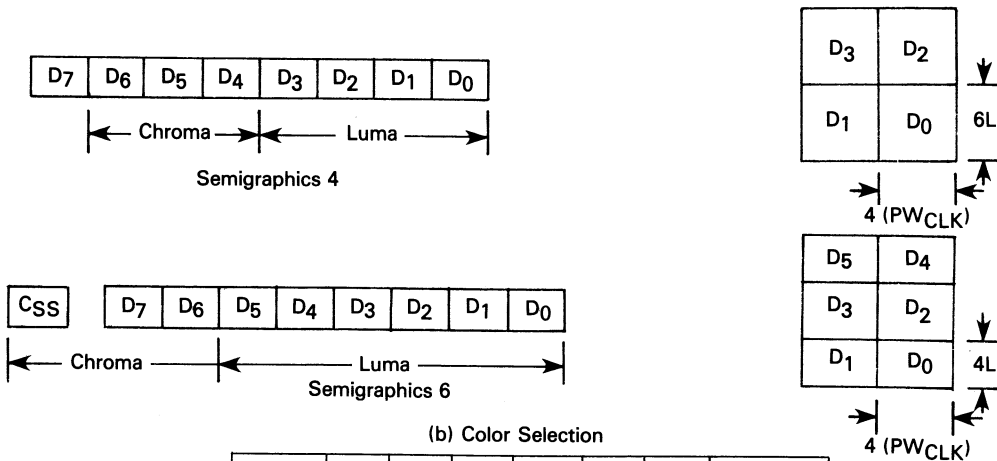 D7 D6 D5 D4 D3 D2 D1 D0
Chroma Luma
Semigraphics 4
D3 D2
D1 D0
6L
4 (PWCLK)
CSS D7 D6 D5 D4 D3 D2 D1 D0
Chroma Luma
Semigraphics 6
D5 D4
D3 D2
D1 D0
4L
4 (PWCLK)
(b) Color Selection